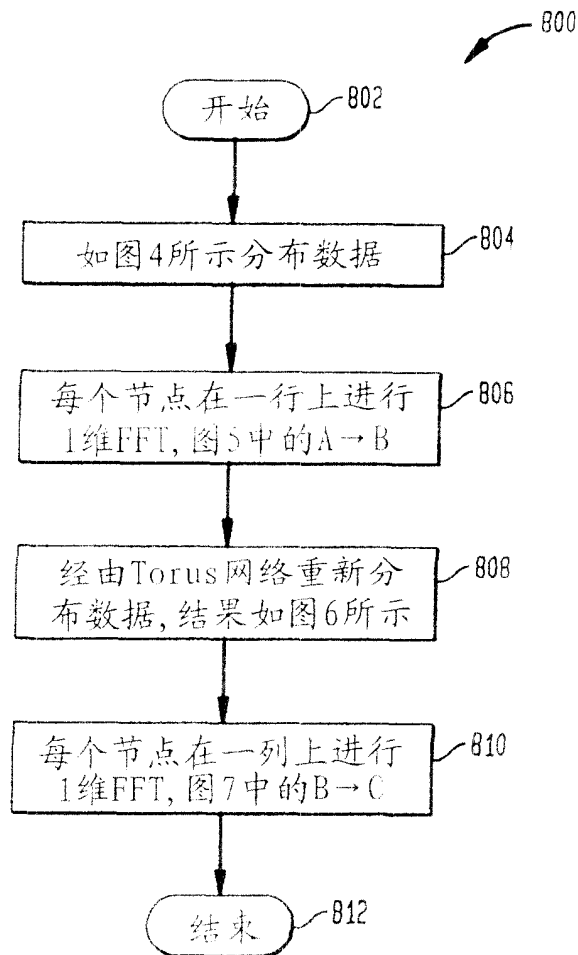 800
开始
802
如图4所示分布数据
804
每个节点在一行上进行
1维FFT,图5中的A→B
806
经由Torus网络重新分
布数据,结果如图6所示
808
每个节点在一列上进行
1维FFT,图7中的B→C
810
结束
812